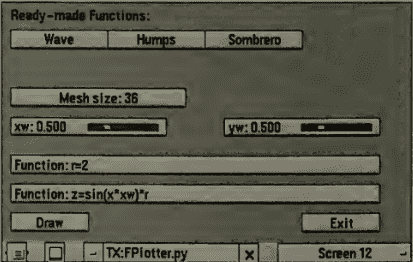 Ready-made Functions:
Wave Humps Sombrero
Mesh size: 36
xw: 0.500 yw: 0.500
Function: r=2
Function: z=sin(x*xw)*r
Draw Exit
TX:FPlotter.py X Screen 12